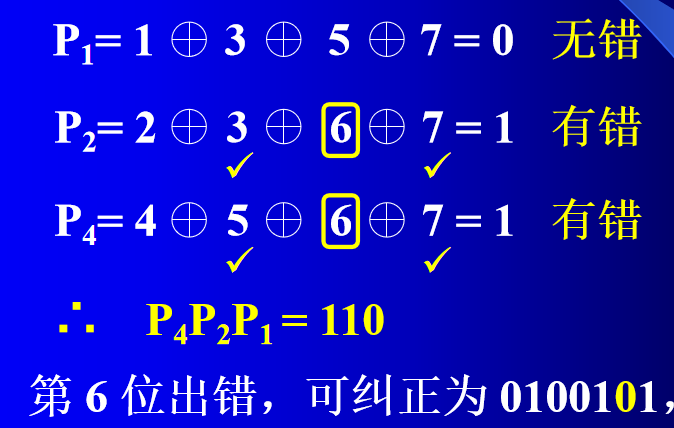 P₁= 1 ⊕ 3 ⊕ 5 ⊕ 7 = 0 无错
P₂= 2 ⊕ 3 ⊕ 6 ⊕ 7 = 1 有错
✓ ✓
P₄= 4 ⊕ 5 ⊕ 6 ⊕ 7 = 1 有错
✓ ✓
∴ P₄P₂P₁ = 110
第 6 位出错，可纠正为 0100101，